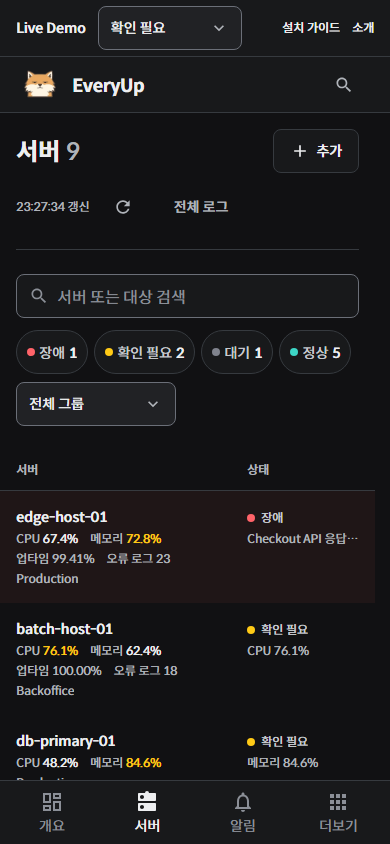 Live Demo 확인 필요 설치 가이드 소개
EveryUp
서버 9
추가
23:27:34 갱신 전체 로그
서버 또는 대상 검색
장애 1 확인 필요 2 대기 1 정상 5
전체 그룹
서버 상태
edge-host-01 장애
CPU 67.4% 메모리 72.8% Checkout API 응답…
업타임 99.41% 오류 로그 23
Production
batch-host-01 확인 필요
CPU 76.1% 메모리 62.4% CPU 76.1%
업타임 100.00% 오류 로그 18
Backoffice
db-primary-01 확인 필요
CPU 48.2% 메모리 84.6% 메모리 84.6%
개요 서버 알림 더보기